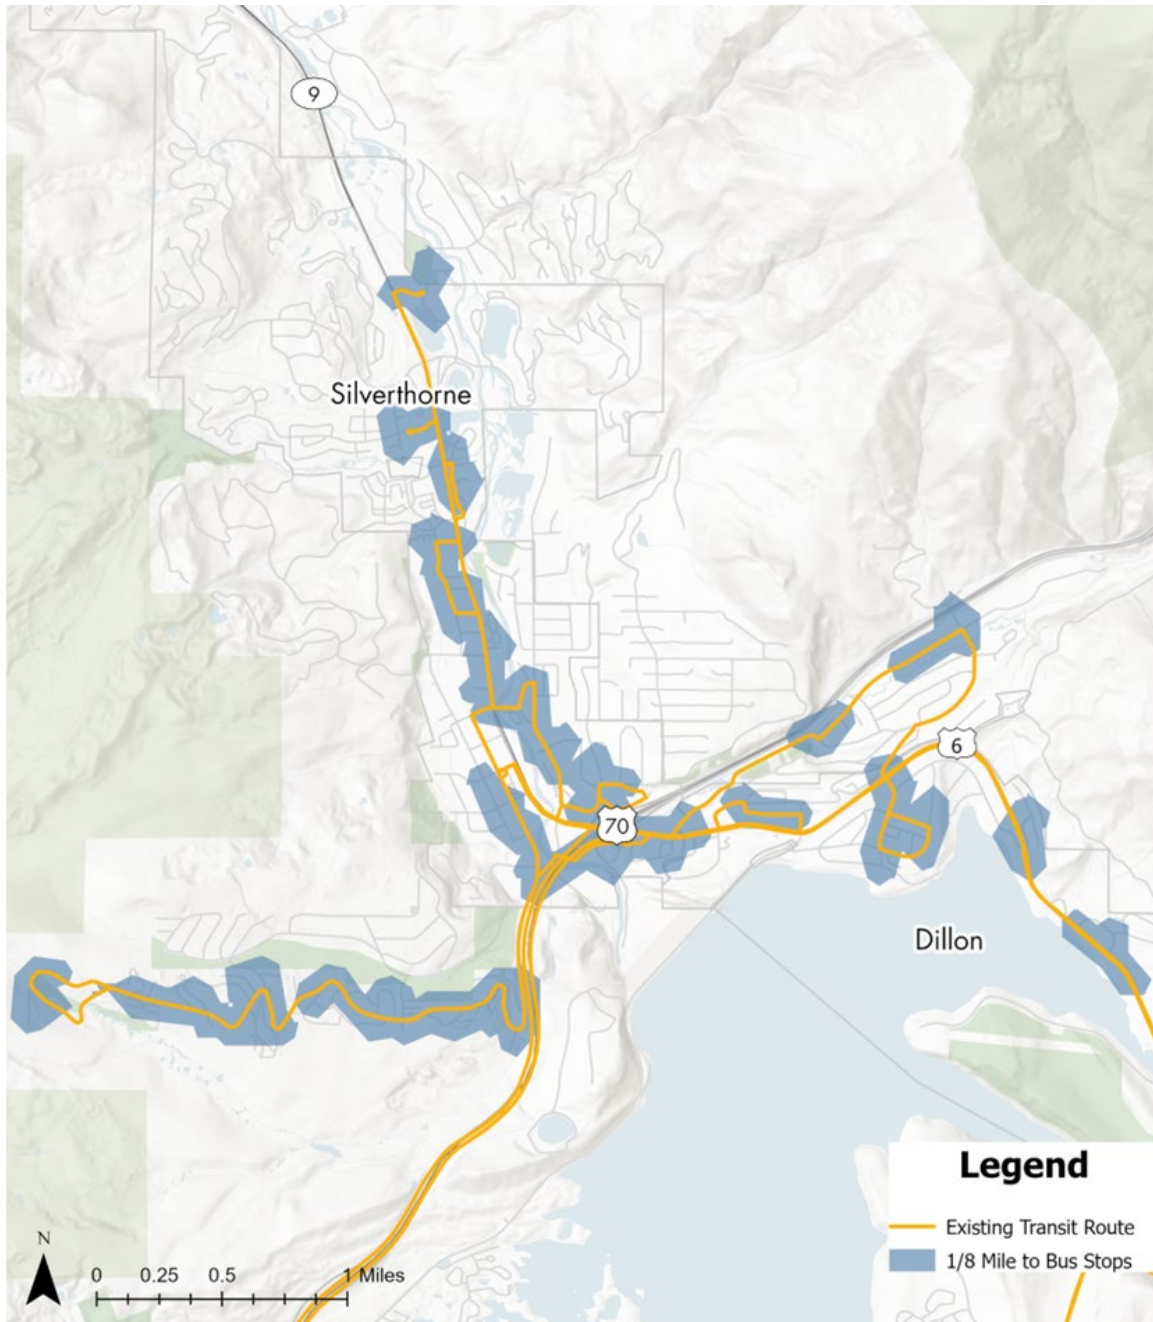 9
Silverthorne
6
70
Dillon
Legend
Existing Transit Route
1/8 Mile to Bus Stops
N
0 0.25 0.5 1 Miles